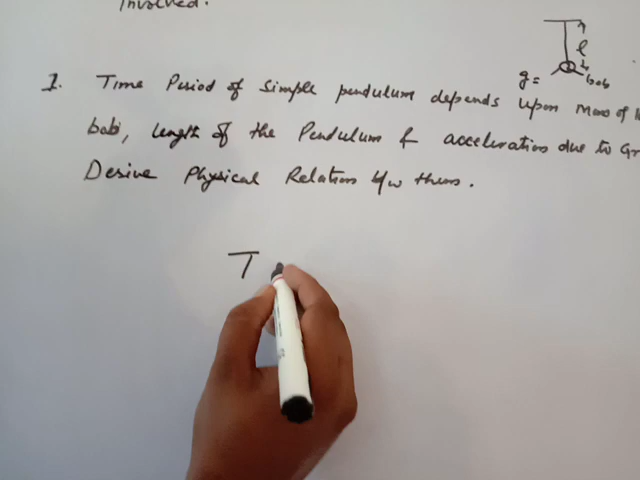 Involved.
l
g= bob
1. Time Period of simple pendulum depends upon Mass of
bob, length of the Pendulum & acceleration due to Gr
Derive Physical Relation b/w them.
T